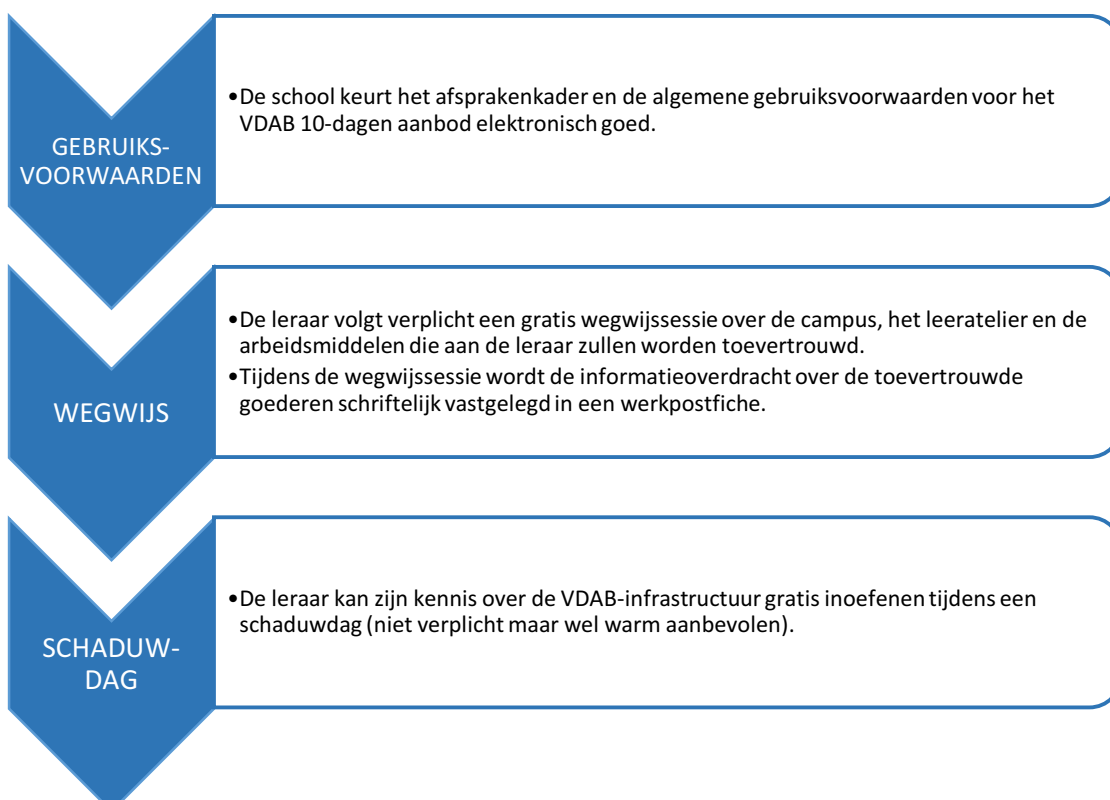 GEBRUIKS-
VOORWAARDEN
•De school keurt het afsprakenkader en de algemene gebruiksvoorwaarden voor het
VDAB 10-dagen aanbod elektronisch goed.
WEGWIJS
•De leraar volgt verplicht een gratis wegwijssessie over de campus, het leeratelier en de
arbeidsmiddelen die aan de leraar zullen worden toevertrouwd.
•Tijdens de wegwijssessie wordt de informatieoverdracht over de toevertrouwde
goederen schriftelijk vastgelegd in een werkpostfiche.
SCHADUW-
DAG
•De leraar kan zijn kennis over de VDAB-infrastructuur gratis inoefenen tijdens een
schaduwdag (niet verplicht maar wel warm aanbevolen).